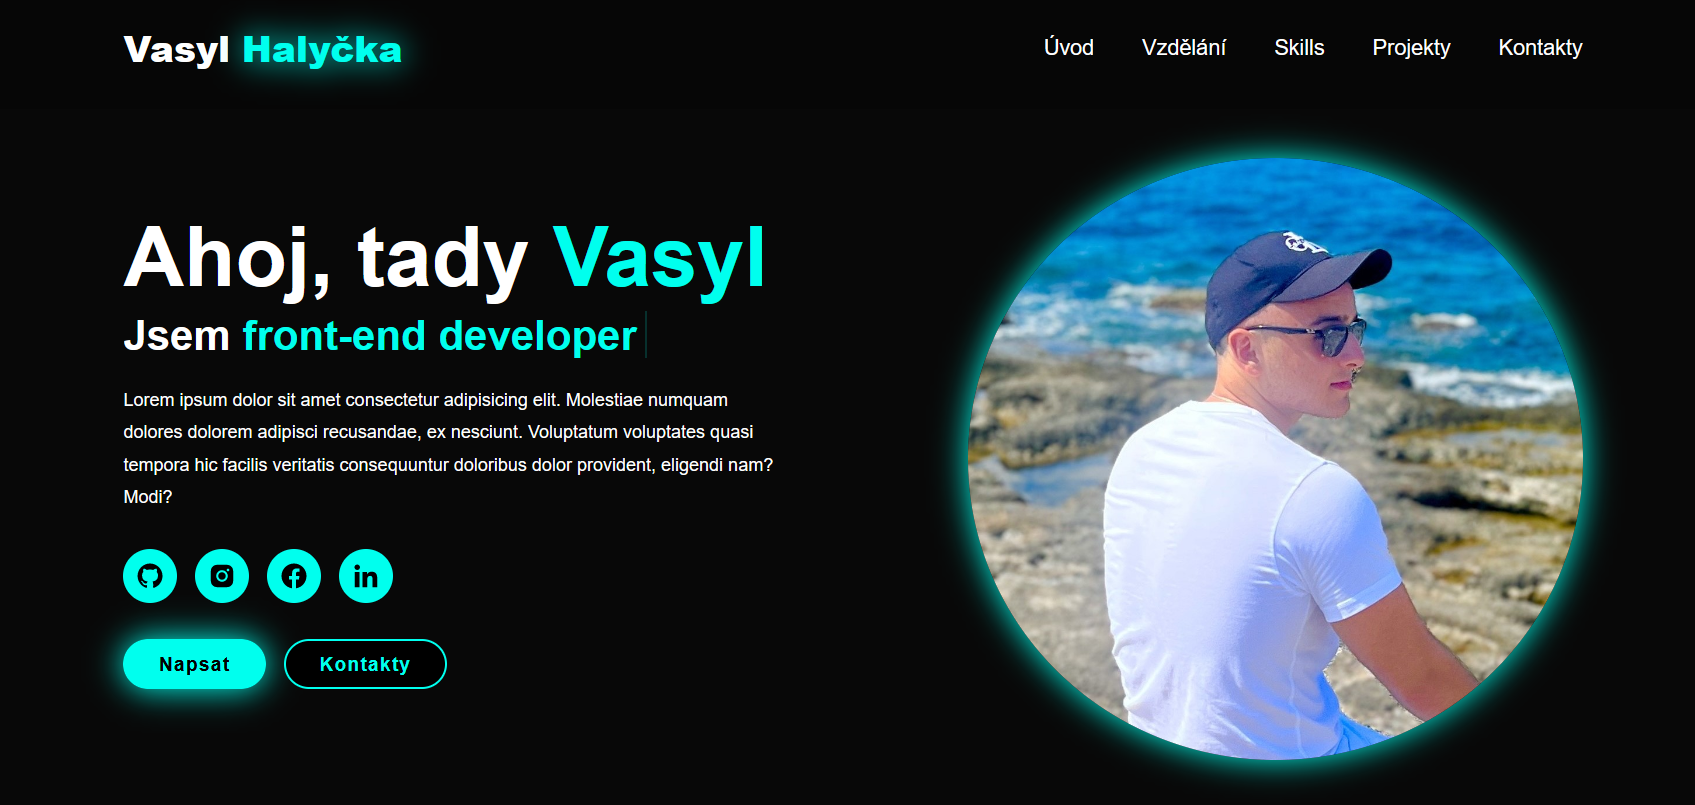 Vasyl Halyčka
Úvod Vzdělání Skills Projekty Kontakty
Ahoj, tady Vasyl
Jsem front-end developer
Lorem ipsum dolor sit amet consectetur adipisicing elit. Molestiae numquam
dolores dolorem adipisci recusandae, ex nesciunt. Voluptatum voluptates quasi
tempora hic facilis veritatis consequuntur doloribus dolor provident, eligendi nam?
Modi?
Napsat Kontakty